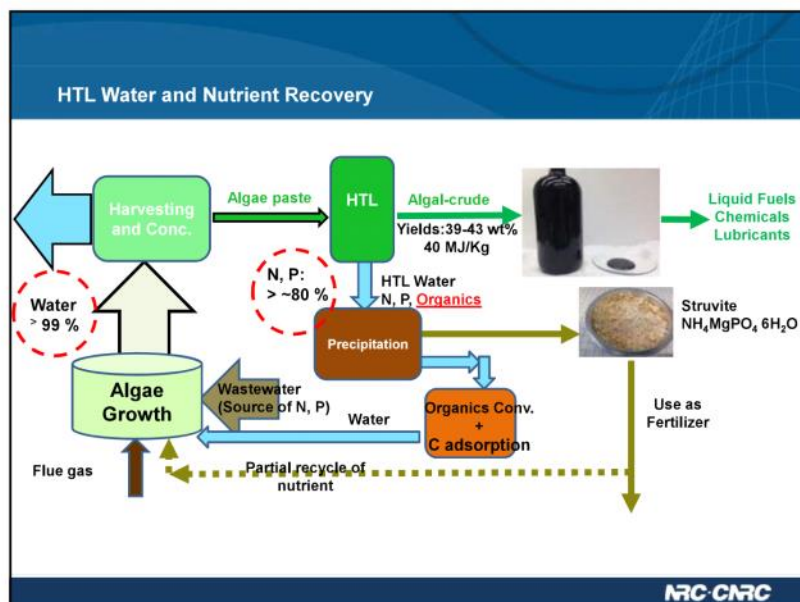 HTL Water and Nutrient Recovery
Harvesting
and Conc.
Algae paste
HTL
Algal-crude
Yields:39-43 wt%
40 MJ/Kg
Liquid Fuels
Chemicals
Lubricants
Water
> 99 %
N, P:
> ~80 %
HTL Water
N, P, Organics
Precipitation
Struvite
NH₄MgPO₄ 6H₂O
Algae
Growth
Wastewater
(Source of N, P)
Water
Organics Conv.
+
C adsorption
Use as
Fertilizer
Flue gas
Partial recycle of
nutrient
NRC·CNRC